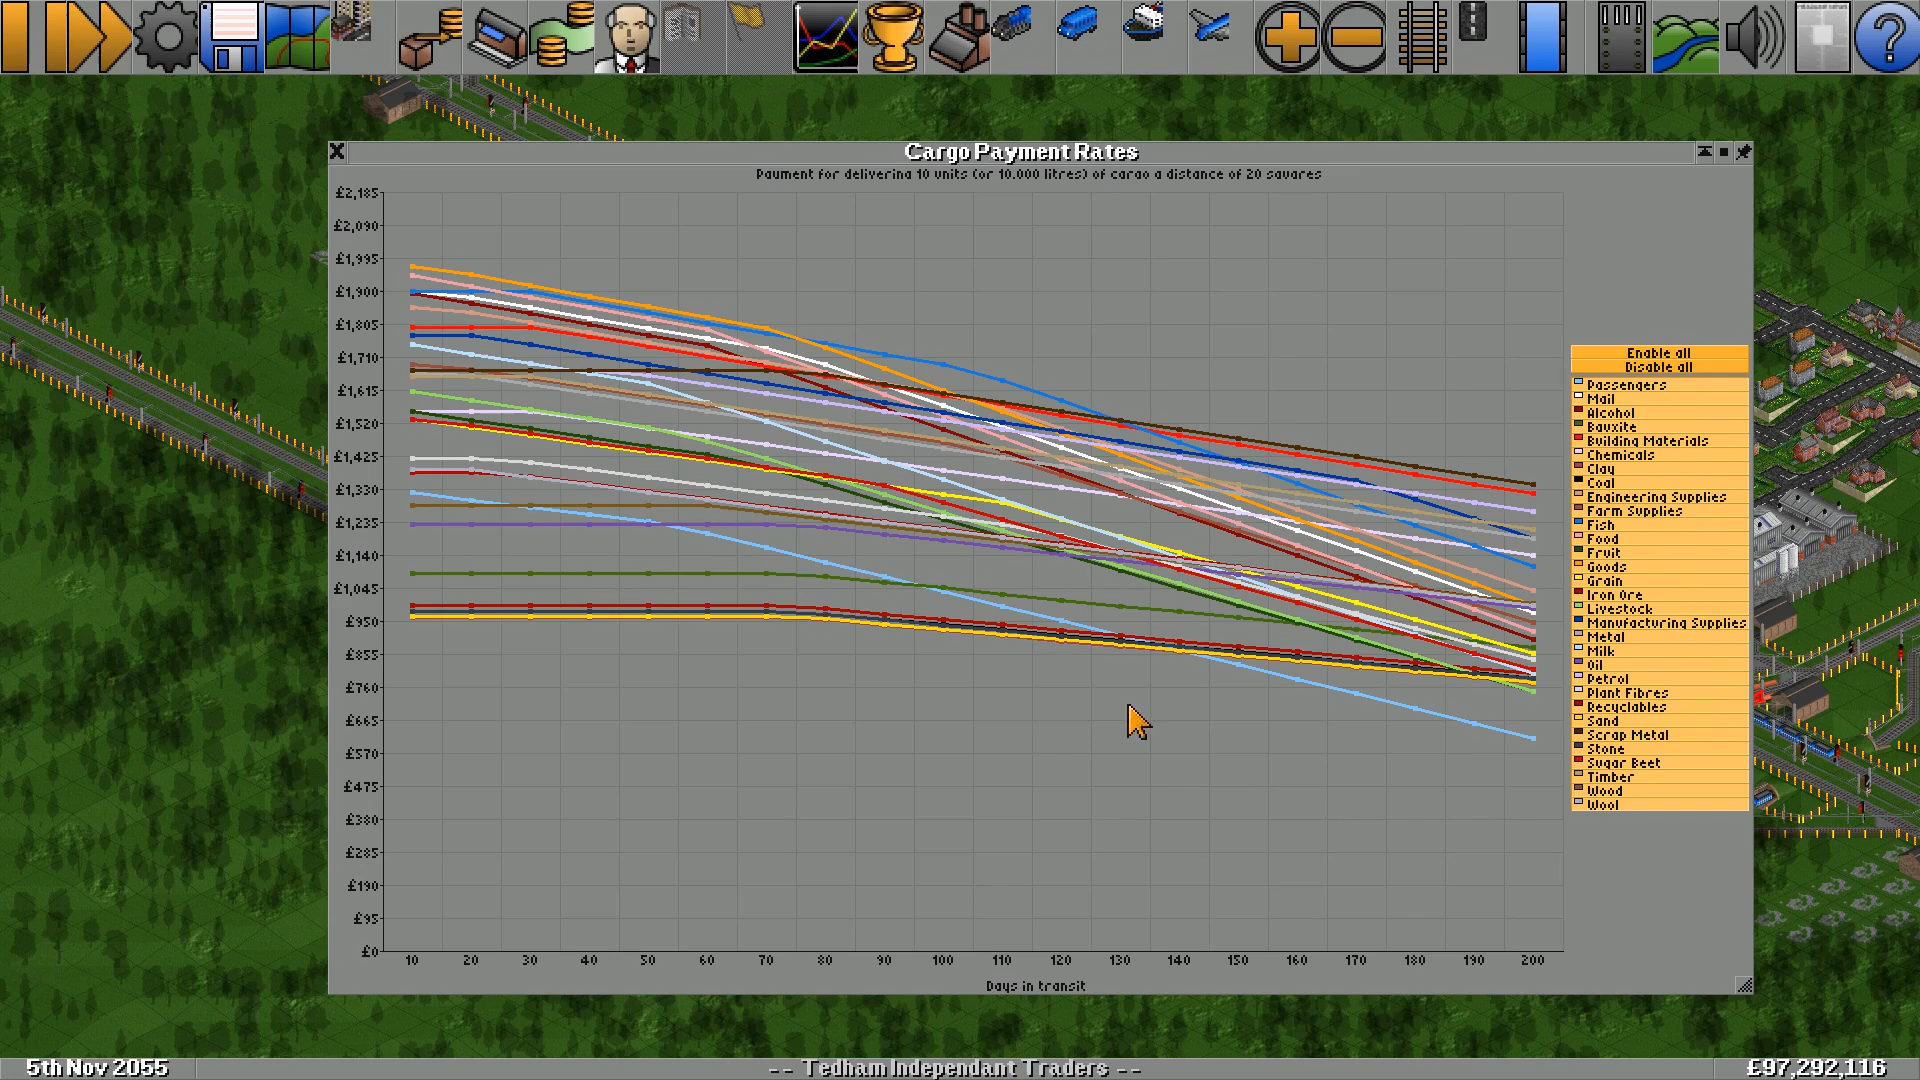 Cargo Payment Rates
Payment for delivering 10 units (or 10,000 litres) of cargo a distance of 20 squares
£2,185
£2,090
£1,995
£1,900
£1,805
£1,710
£1,615
£1,520
£1,425
£1,330
£1,235
£1,140
£1,045
£950
£855
£760
£665
£570
£475
£380
£285
£190
£95
£0
10 20 30 40 50 60 70 80 90 100 110 120 130 140 150 160 170 180 190 200
Days in transit
Enable all
Disable all
Passengers
Mail
Alcohol
Bauxite
Building Materials
Chemicals
Clay
Coal
Engineering Supplies
Farm Supplies
Fish
Food
Fruit
Goods
Grain
Iron Ore
Livestock
Manufacturing Supplies
Metal
Milk
Oil
Petrol
Plant Fibres
Recyclables
Sand
Scrap Metal
Stone
Sugar Beet
Timber
Wood
Wool
5th Nov 2055
-- Tedham Independant Traders --
£97,292,116